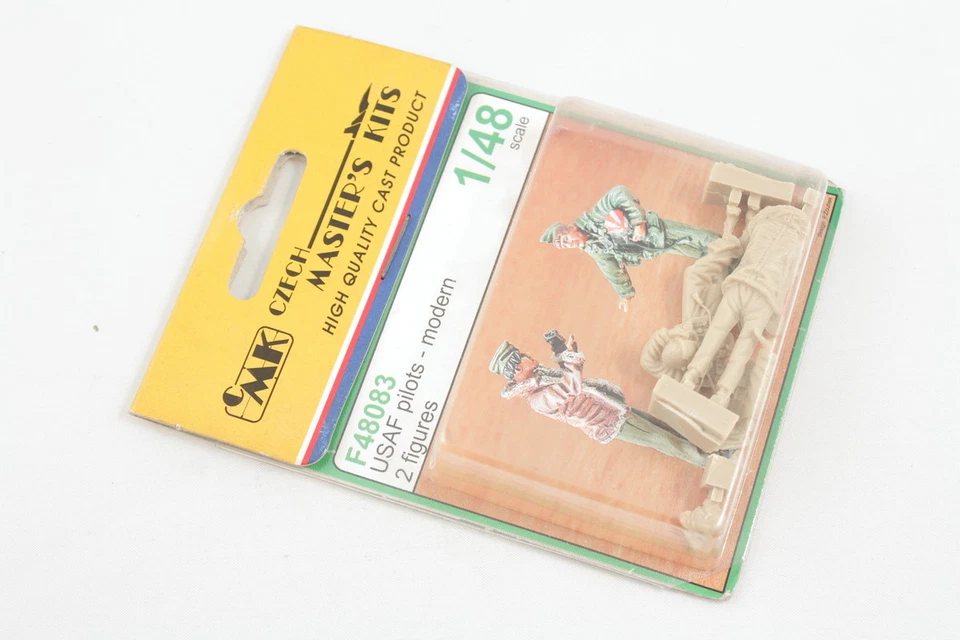 CMK
CZECH
MASTER'S KITS
HIGH QUALITY CAST PRODUCT
1/48
scale
F48083
USAF pilots - modern
2 figures